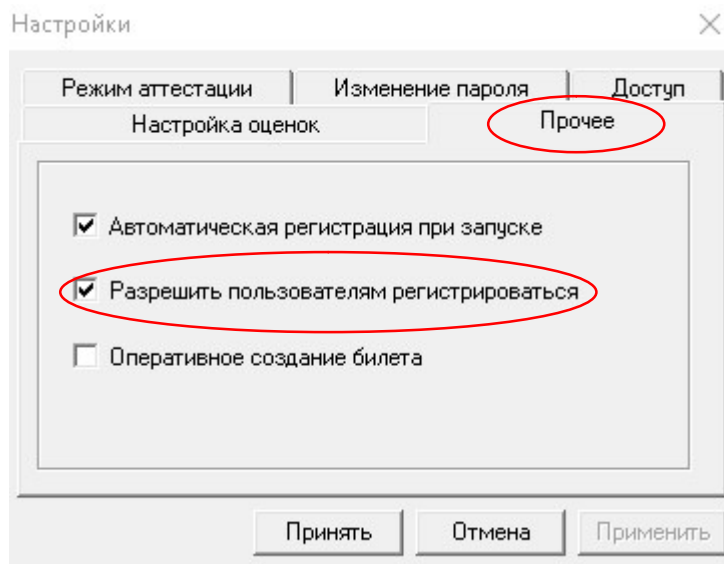 Настройки
Режим аттестации Изменение пароля Доступ
Настройка оценок Прочее
Автоматическая регистрация при запуске
Разрешить пользователям регистрироваться
Оперативное создание билета
Принять Отмена Применить